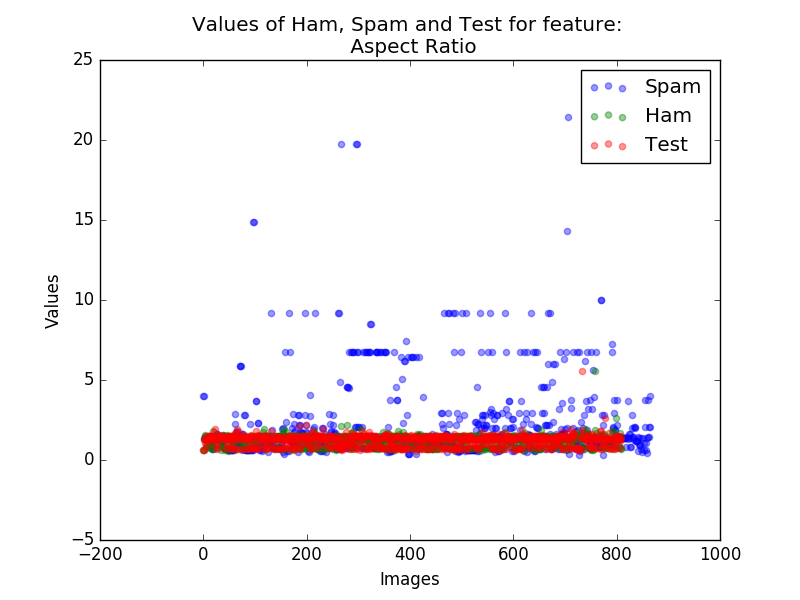 Values of Ham, Spam and Test for feature:
Aspect Ratio
Spam
Ham
Test
25
20
15
10
5
0
−5
Values
−200
0
200
400
600
800
1000
Images